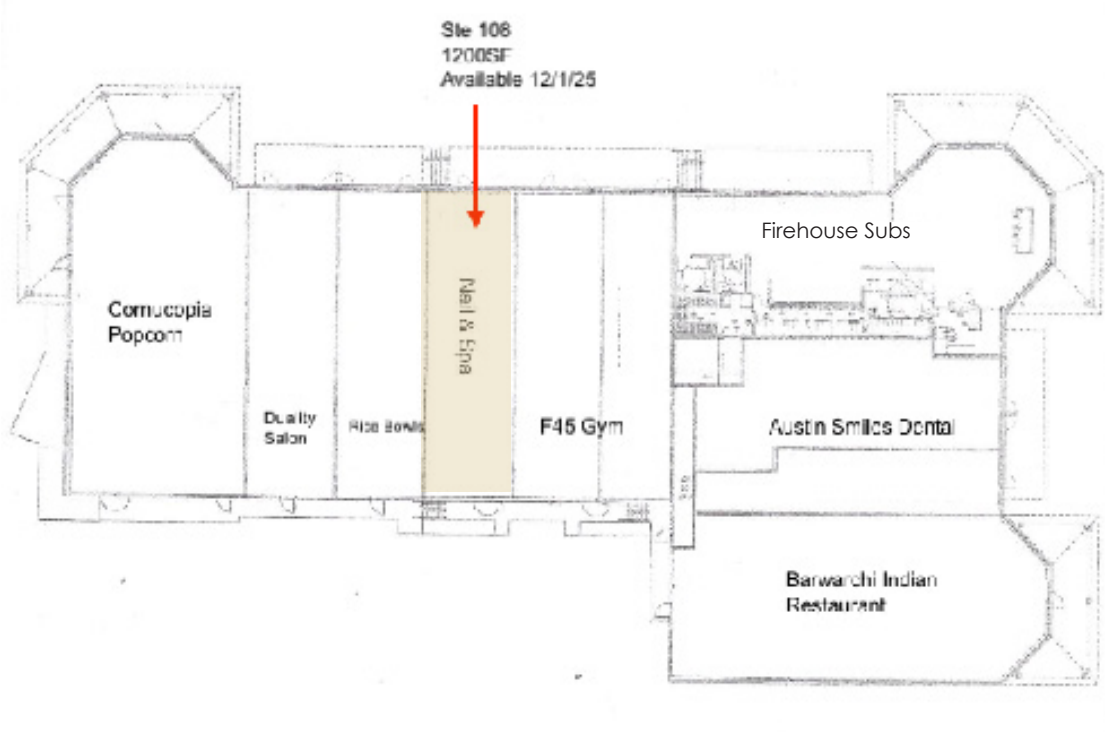 Ste 108
1200SF
Available 12/1/25
Firehouse Subs
Nail & Spa
Cornucopia
Popcorn
Duality
Salon
Rice Bowls
F45 Gym
Austin Smiles Dental
Barwarchi Indian
Restaurant